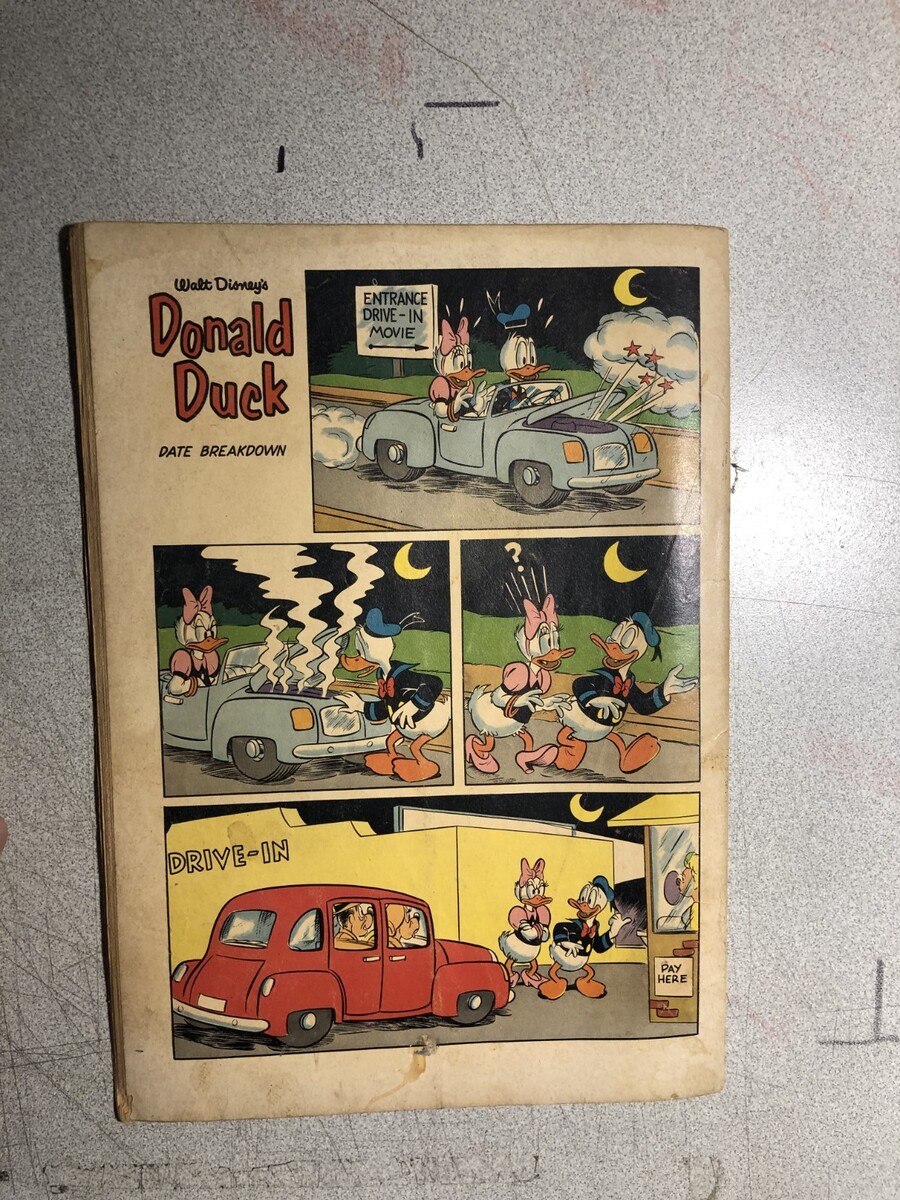 Walt Disney's
Donald
Duck
DATE BREAKDOWN
ENTRANCE
DRIVE-IN
MOVIE
?
DRIVE-IN
PAY
HERE